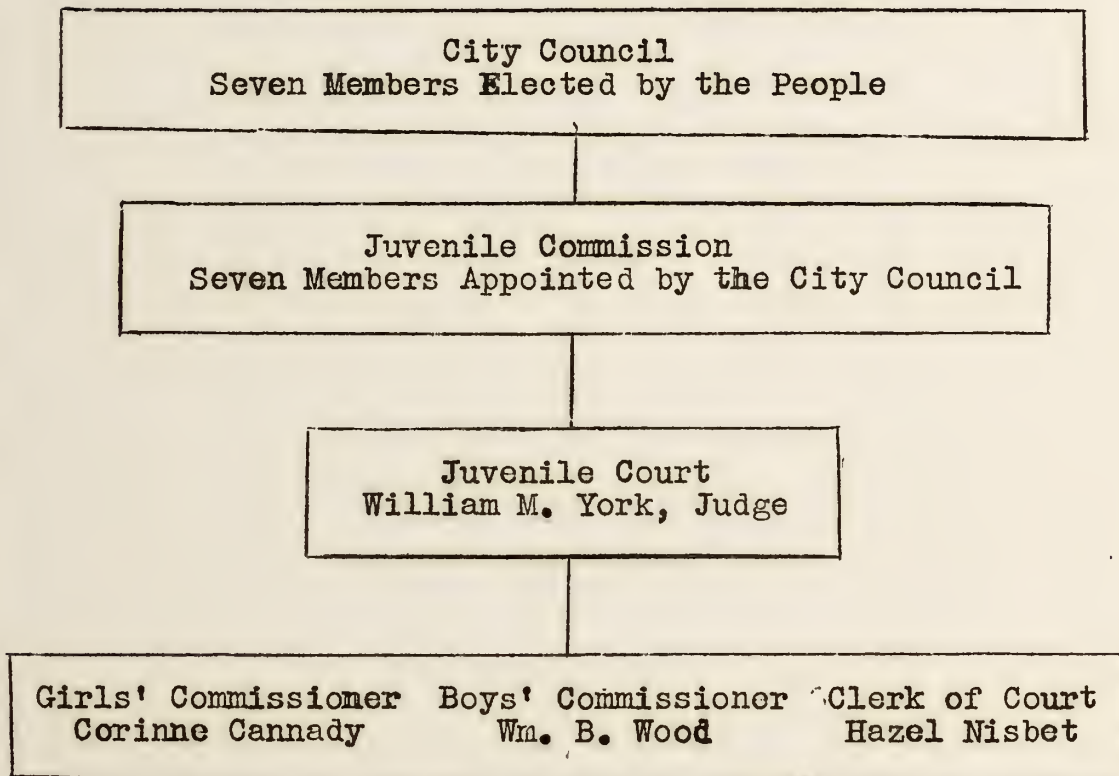 City Council
Seven Members Elected by the People
Juvenile Commission
Seven Members Appointed by the City Council
Juvenile Court
William M. York, Judge
Girls' Commissioner Boys' Commissioner Clerk of Court
Corinne Cannady Wm. B. Wood Hazel Nisbet